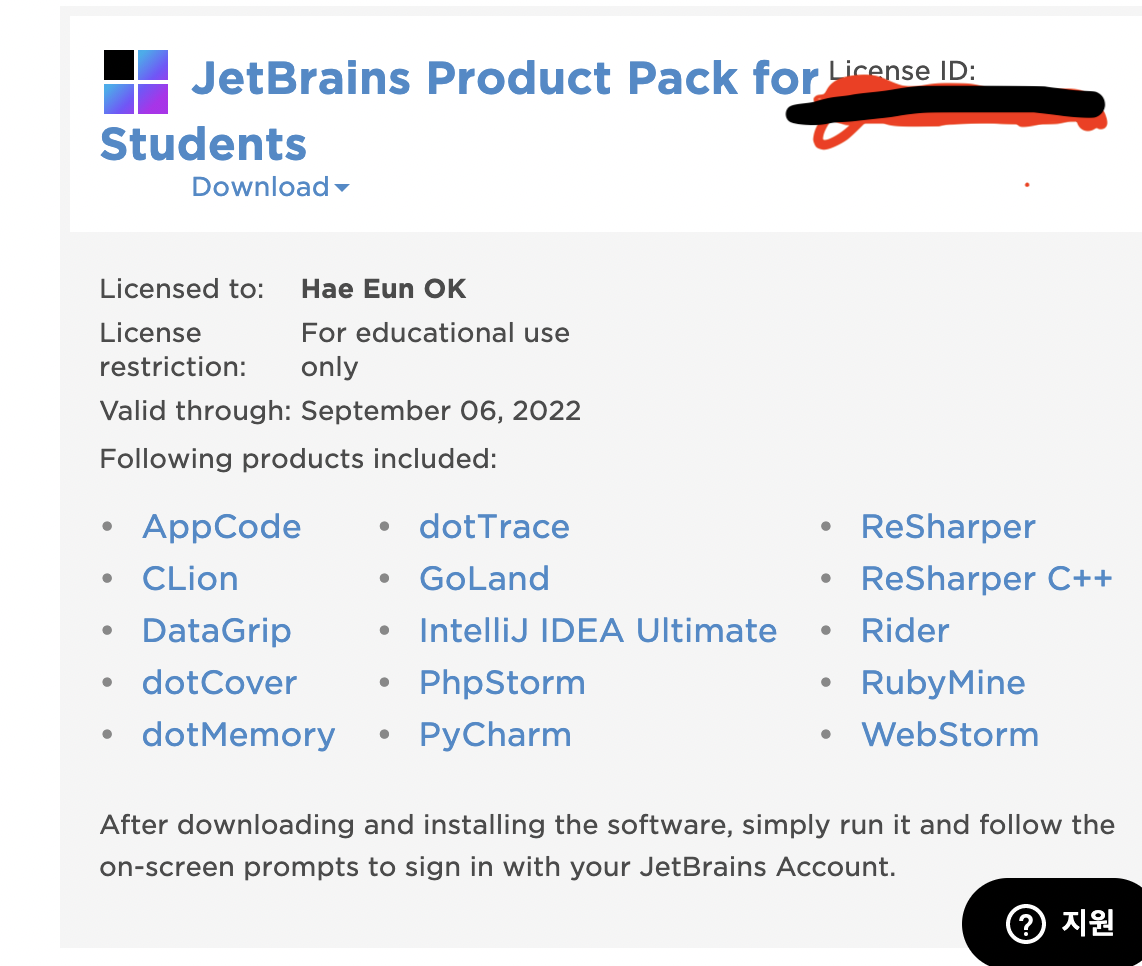 JetBrains Product Pack for
Students
License ID:
Download
Licensed to: Hae Eun OK
License restriction: For educational use only
Valid through: September 06, 2022
Following products included:
• AppCode
• CLion
• DataGrip
• dotCover
• dotMemory
• dotTrace
• GoLand
• IntelliJ IDEA Ultimate
• PhpStorm
• PyCharm
• ReSharper
• ReSharper C++
• Rider
• RubyMine
• WebStorm
After downloading and installing the software, simply run it and follow the
on-screen prompts to sign in with your JetBrains Account.
지원